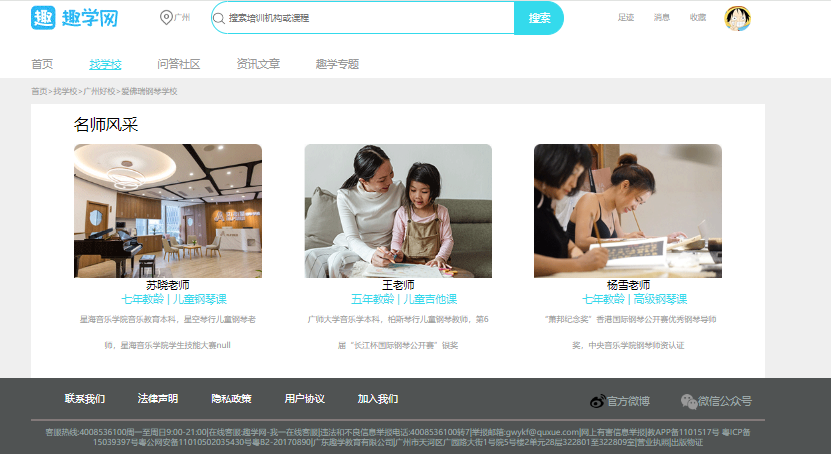 趣 趣学网
广州
搜索培训机构或课程
搜索
足迹 消息 收藏
首页 找学校 问答社区 资讯文章 趣学专题
首页>找学校>广州好校>爱佛瑞钢琴学校
名师风采
苏晓老师
七年教龄 | 儿童钢琴课
星海音乐学院音乐教育本科，星空琴行儿童钢琴老
师，星海音乐学院学生技能大赛null
王老师
五年教龄 | 儿童吉他课
广师大学音乐学本科，柏斯琴行儿童钢琴教师，第6
届“长江杯国际钢琴公开赛”银奖
杨雪老师
七年教龄 | 高级钢琴课
“萧邦纪念奖”香港国际钢琴公开赛优秀钢琴导师
奖，中央音乐学院钢琴师资认证
联系我们 法律声明 隐私政策 用户协议 加入我们
官方微博 微信公众号
客服热线:4008536100周一至周日9:00-21:00|在线客服:趣学网-我一在线客服|违法和不良信息举报电话:4008536100转7|举报邮箱:gwykf@quxue.com|网上有害信息举报|教APP备1101517号 粤ICP备
15039397号粤公网安备11010502035430号粤B2-20170890|广东趣学教育有限公司|广州市天河区广园路大街1号院5号楼2单元28层322801至322809室|营业执照|出版物证